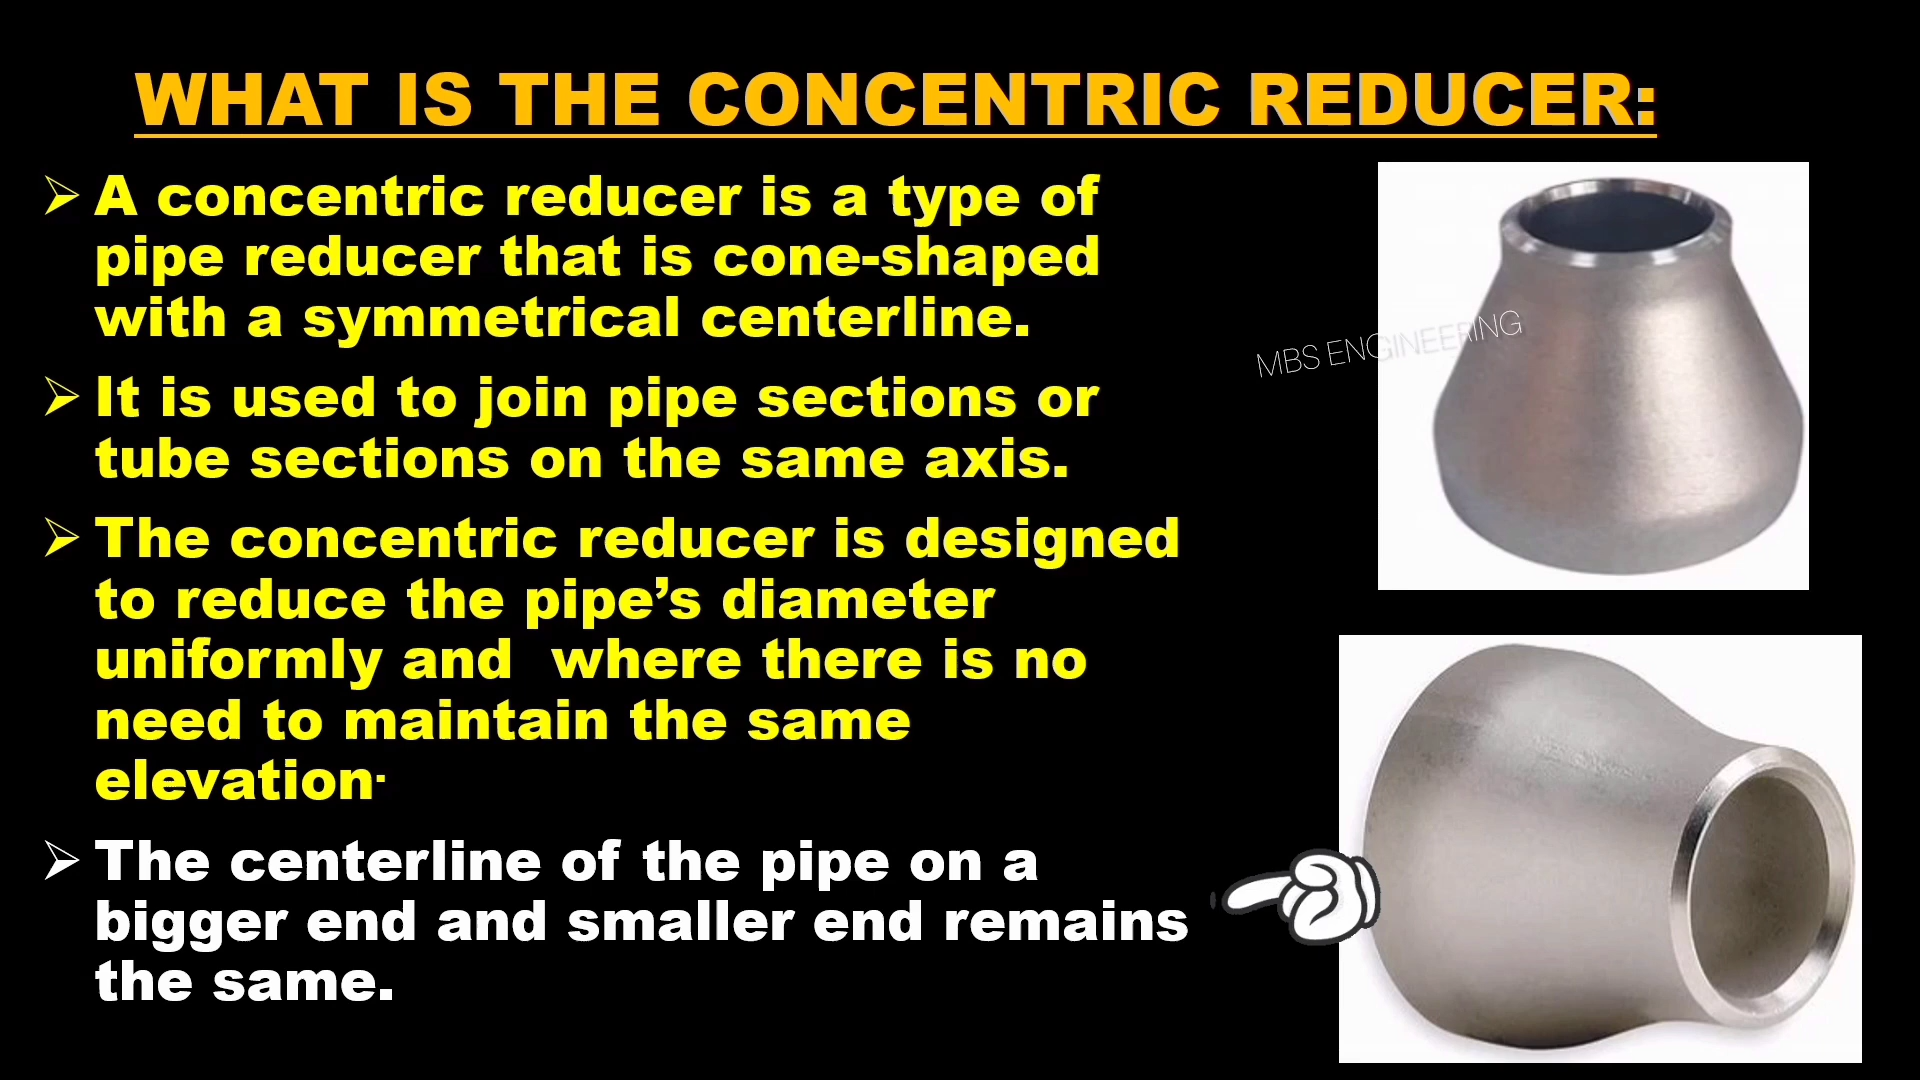 WHAT IS THE CONCENTRIC REDUCER:
A concentric reducer is a type of
pipe reducer that is cone-shaped
with a symmetrical centerline.
It is used to join pipe sections or
tube sections on the same axis.
The concentric reducer is designed
to reduce the pipe’s diameter
uniformly and  where there is no
need to maintain the same
elevation.
The centerline of the pipe on a
bigger end and smaller end remains
the same.
MBS ENGINEERING